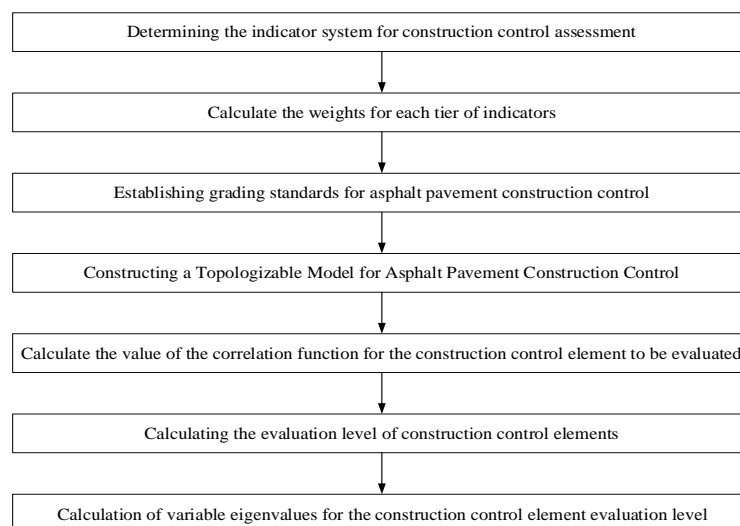 Determining the indicator system for construction control assessment
Calculate the weights for each tier of indicators
Establishing grading standards for asphalt pavement construction control
Constructing a Topologizable Model for Asphalt Pavement Construction Control
Calculate the value of the correlation function for the construction control element to be evaluated
Calculating the evaluation level of construction control elements
Calculation of variable eigenvalues for the construction control element evaluation level